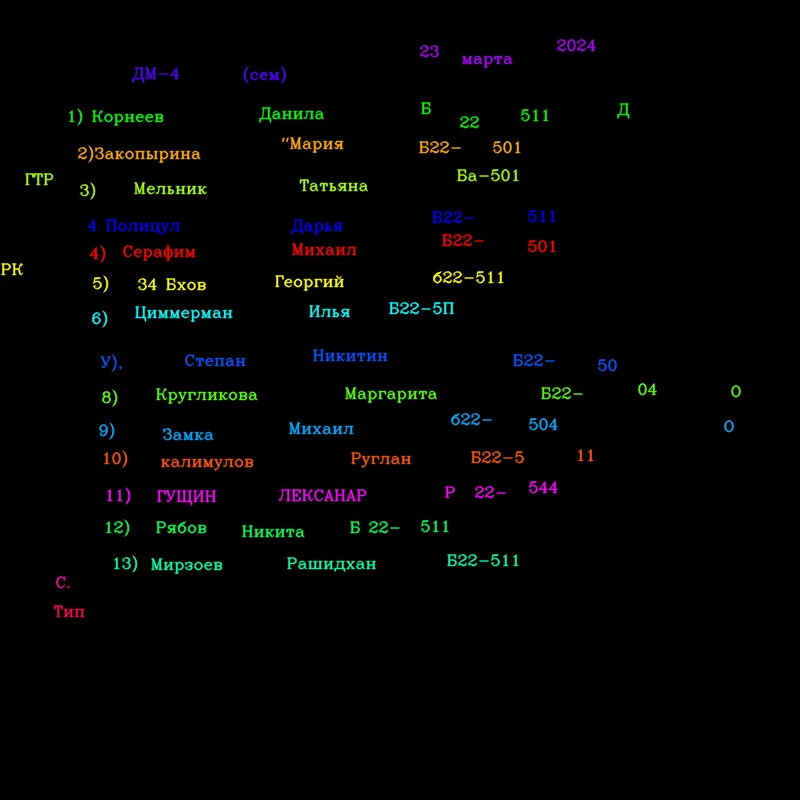 23 марта 2024
ДМ-4 (сем)
1) Корнеев Данила Б 22 511 Д
2)Закопырина “Мария Б22- 501
ГТР 3) Мельник Татьяна Ба-501
4 Полицул Дарья Б22- 511
4) Серафим Михаил Б22- 501
РК 5) 34 Бхов Георгий б22-511
6) Циммерман Илья Б22-5П
У), Степан Никитин Б22- 50
8) Кругликова Маргарита Б22- 04 О
9) Замка Михаил б22- 504 О
10) калимулов Руглан Б22-5 11
11) ГУЩИН ЛЕКСАНАР Р 22- 544
12) Рябов Никита Б 22- 511
13) Мирзоев Рашидхан Б22-511
С.
Тип